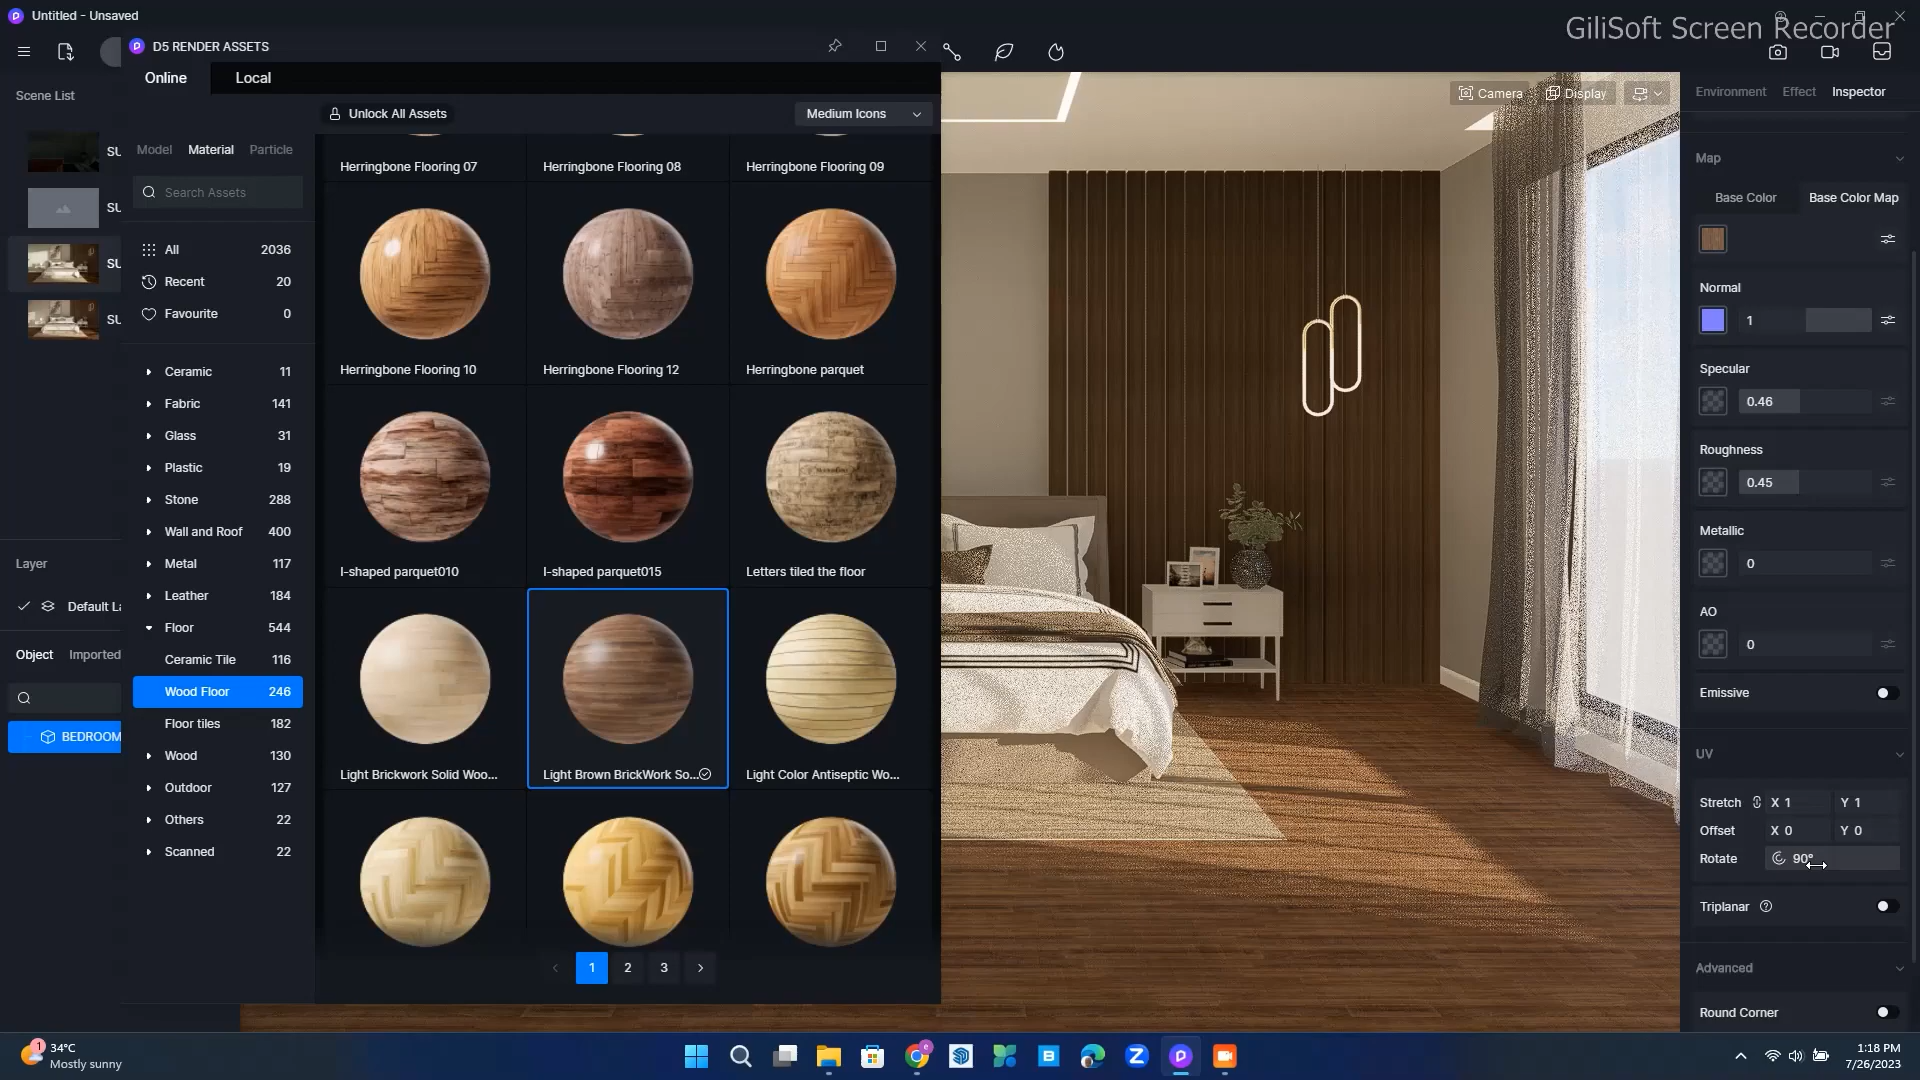 Untitled - Unsaved
GiliSoft Screen Recorder
D5 RENDER ASSETS
Online
Local
Scene List
Unlock All Assets
Medium Icons
Camera
Display
Environment
Effect
Inspector
Model
Material
Particle
Search Assets
SU
SU
SU
SU
All 2036
Recent 20
Favourite 0
Ceramic 11
Fabric 141
Glass 31
Plastic 19
Stone 288
Wall and Roof 400
Metal 117
Leather 184
Floor 544
Ceramic Tile 116
Wood Floor 246
Floor tiles 182
Wood 130
Outdoor 127
Others 22
Scanned 22
Layer
Default La
Object
Imported
BEDROOM
Herringbone Flooring 07
Herringbone Flooring 08
Herringbone Flooring 09
Herringbone Flooring 10
Herringbone Flooring 12
Herringbone parquet
I-shaped parquet010
I-shaped parquet015
Letters tiled the floor
Light Brickwork Solid Woo...
Light Brown BrickWork So...
Light Color Antiseptic Wo...
1
2
3
Map
Base Color
Base Color Map
Normal
1
Specular
0.46
Roughness
0.45
Metallic
0
AO
0
Emissive
UV
Stretch X 1 Y 1
Offset X 0 Y 0
Rotate 90°
Triplanar
Advanced
Round Corner
1
34°C
Mostly sunny
1:18 PM
7/26/2023